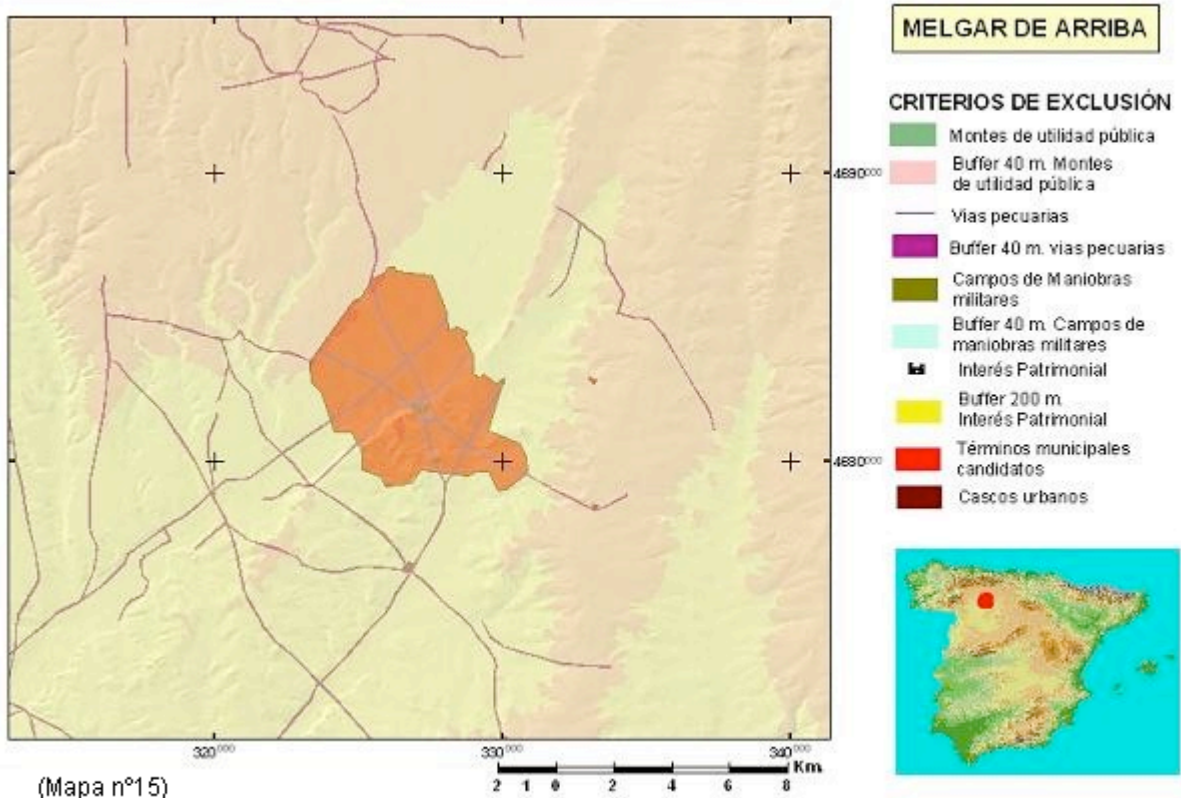 MELGAR DE ARRIBA
CRITERIOS DE EXCLUSIÓN
Montes de utilidad pública
Buffer 40 m. Montes
de utilidad pública
Vias pecuarias
Buffer 40 m. vias pecuarias
Campos de Maniobras
militares
Buffer 40 m. Campos de
maniobras militares
Interés Patrimonial
Buffer 200 m.
Interés Patrimonial
Términos municipales
candidatos
Cascos urbanos
4690000
4680000
320000
330000
340000
Km.
2 1 0 2 4 6 8
(Mapa nº15)